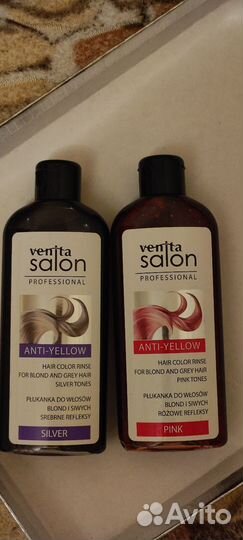 venita
salon
PROFESSIONAL
ANTI-YELLOW
HAIR COLOR RINSE
FOR BLOND AND GREY HAIR
SILVER TONES
PŁUKANKA DO WŁOSÓW
BLOND I SIWYCH
SREBRNE REFLEKSY
SILVER
venita
salon
PROFESSIONAL
ANTI-YELLOW
HAIR COLOR RINSE
FOR BLOND AND GREY HAIR
PINK TONES
PŁUKANKA DO WŁOSÓW
BLOND I SIWYCH
RÓŻOWE REFLEKSY
PINK
Avito